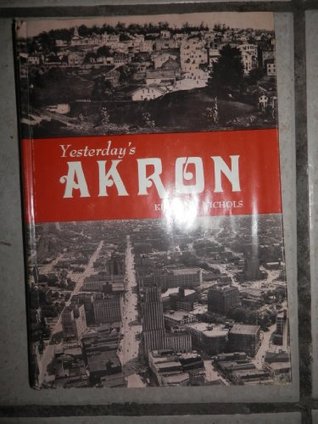 Yesterday's
AKRON
NICHOLS